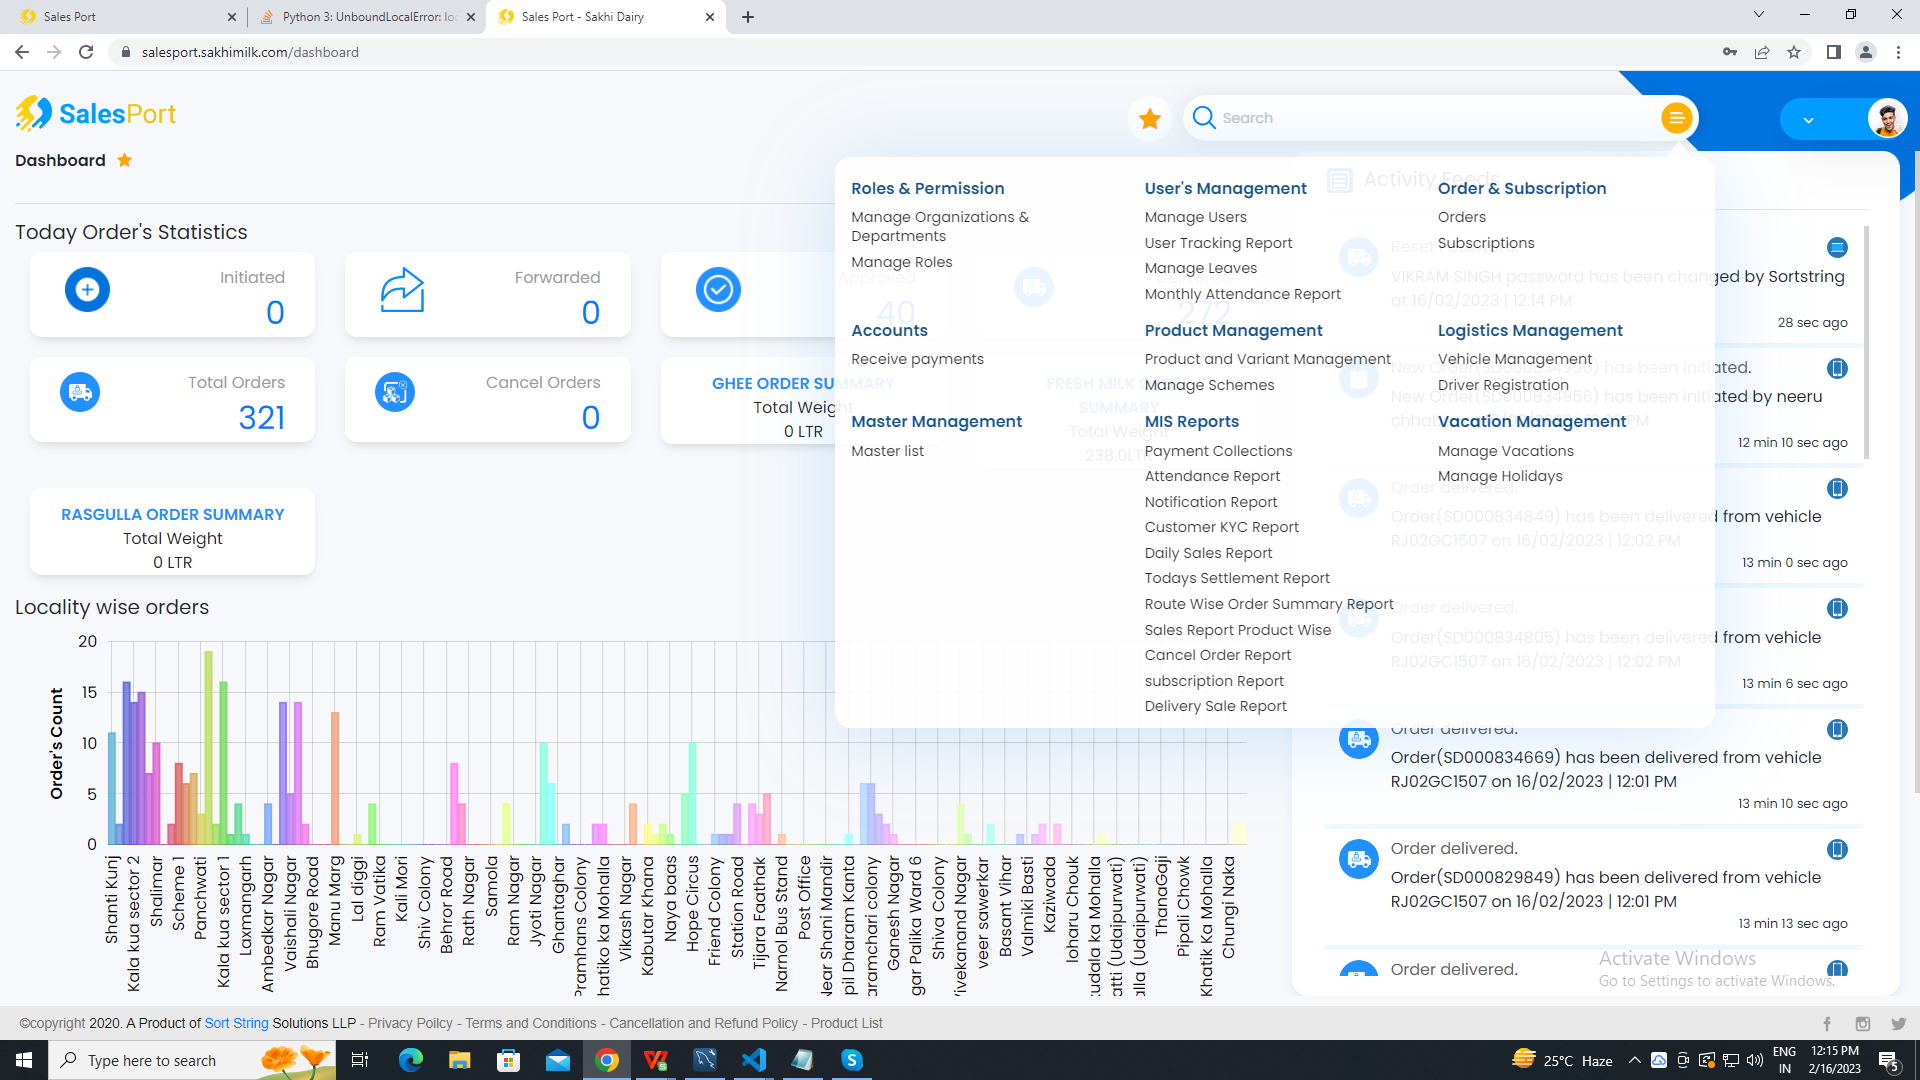 Sales Port
Python 3: UnboundLocalError: loc
Sales Port - Sakhi Dairy
salesport.sakhimilk.com/dashboard
SalesPort
Search
Dashboard
Activity Feeds
Roles & Permission
Manage Organizations &
Departments
Manage Roles
User's Management
Manage Users
User Tracking Report
Manage Leaves
Monthly Attendance Report
Order & Subscription
Orders
Subscriptions
Accounts
Receive payments
Product Management
Product and Variant Management
Manage Schemes
Logistics Management
Vehicle Management
Driver Registration
Master Management
Master list
MIS Reports
Payment Collections
Attendance Report
Notification Report
Customer KYC Report
Daily Sales Report
Todays Settlement Report
Route Wise Order Summary Report
Sales Report Product Wise
Cancel Order Report
subscription Report
Delivery Sale Report
Vacation Management
Manage Vacations
Manage Holidays
Today Order's Statistics
Initiated
0
Forwarded
0
Approved
40
272
Total Orders
321
Cancel Orders
0
GHEE ORDER SUMMARY
Total Weight
0 LTR
FRESH MILK
SUMMARY
Total Weight
238.0LTR
RASGULLA ORDER SUMMARY
Total Weight
0 LTR
Reset
VIKRAM SINGH password has been changed by Sortstring
at 16/02/2023 | 12:14 PM
28 sec ago
New Order(SD000834956) has been initiated.
New Order(SD000834956) has been initiated by neeru
12 min 10 sec ago
Order delivered.
Order(SD000834849) has been delivered from vehicle
RJ02GC1507 on 16/02/2023 | 12:02 PM
13 min 0 sec ago
Order delivered.
Order(SD000834805) has been delivered from vehicle
RJ02GC1507 on 16/02/2023 | 12:02 PM
13 min 6 sec ago
Order delivered.
Order(SD000834669) has been delivered from vehicle
RJ02GC1507 on 16/02/2023 | 12:01 PM
13 min 10 sec ago
Order delivered.
Order(SD000829849) has been delivered from vehicle
RJ02GC1507 on 16/02/2023 | 12:01 PM
13 min 13 sec ago
Order delivered.
Locality wise orders
Order's Count
20
15
10
5
0
Shanti Kunj
Kala kua sector 2
Shalimar
Scheme 1
Panchwati
Kala kua sector 1
Laxmangarh
Ambedkar Nagar
Vaishali Nagar
Bhugore Road
Manu Marg
Lal diggi
Ram Vatika
Kali Mori
Shiv Colony
Behror Road
Rath Nagar
Samola
Ram Nagar
Jyoti Nagar
Ghantaghar
Pramhans Colony
hatiko ka Mohalla
Vikash Nagar
Kabutar Khana
Naya baas
Hope Circus
Friend Colony
Station Road
Tijara Faathak
Narnol Bus Stand
Post Office
Near Shani Mandir
pil Dharam Kanta
aramchari colony
Ganesh Nagar
gar Palika Ward 6
Shiva Colony
Vivekanand Nagar
veer sawerkar
Basant Vihar
Valmiki Basti
Kaziwada
loharu Chouk
kudala ka Mohalla
atti (Udaipurwati)
alla (Udaipurwati)
ThanaGaji
Pipali Chowk
Khatik Ka Mohalla
Chungi Naka
Activate Windows
Go to Settings to activate Windows.
©copyright 2020. A Product of Sort String Solutions LLP - Privacy Poilcy - Terms and Conditions - Cancellation and Refund Policy - Product List
Type here to search
25°C Haze
ENG
IN
12:15 PM
2/16/2023
5